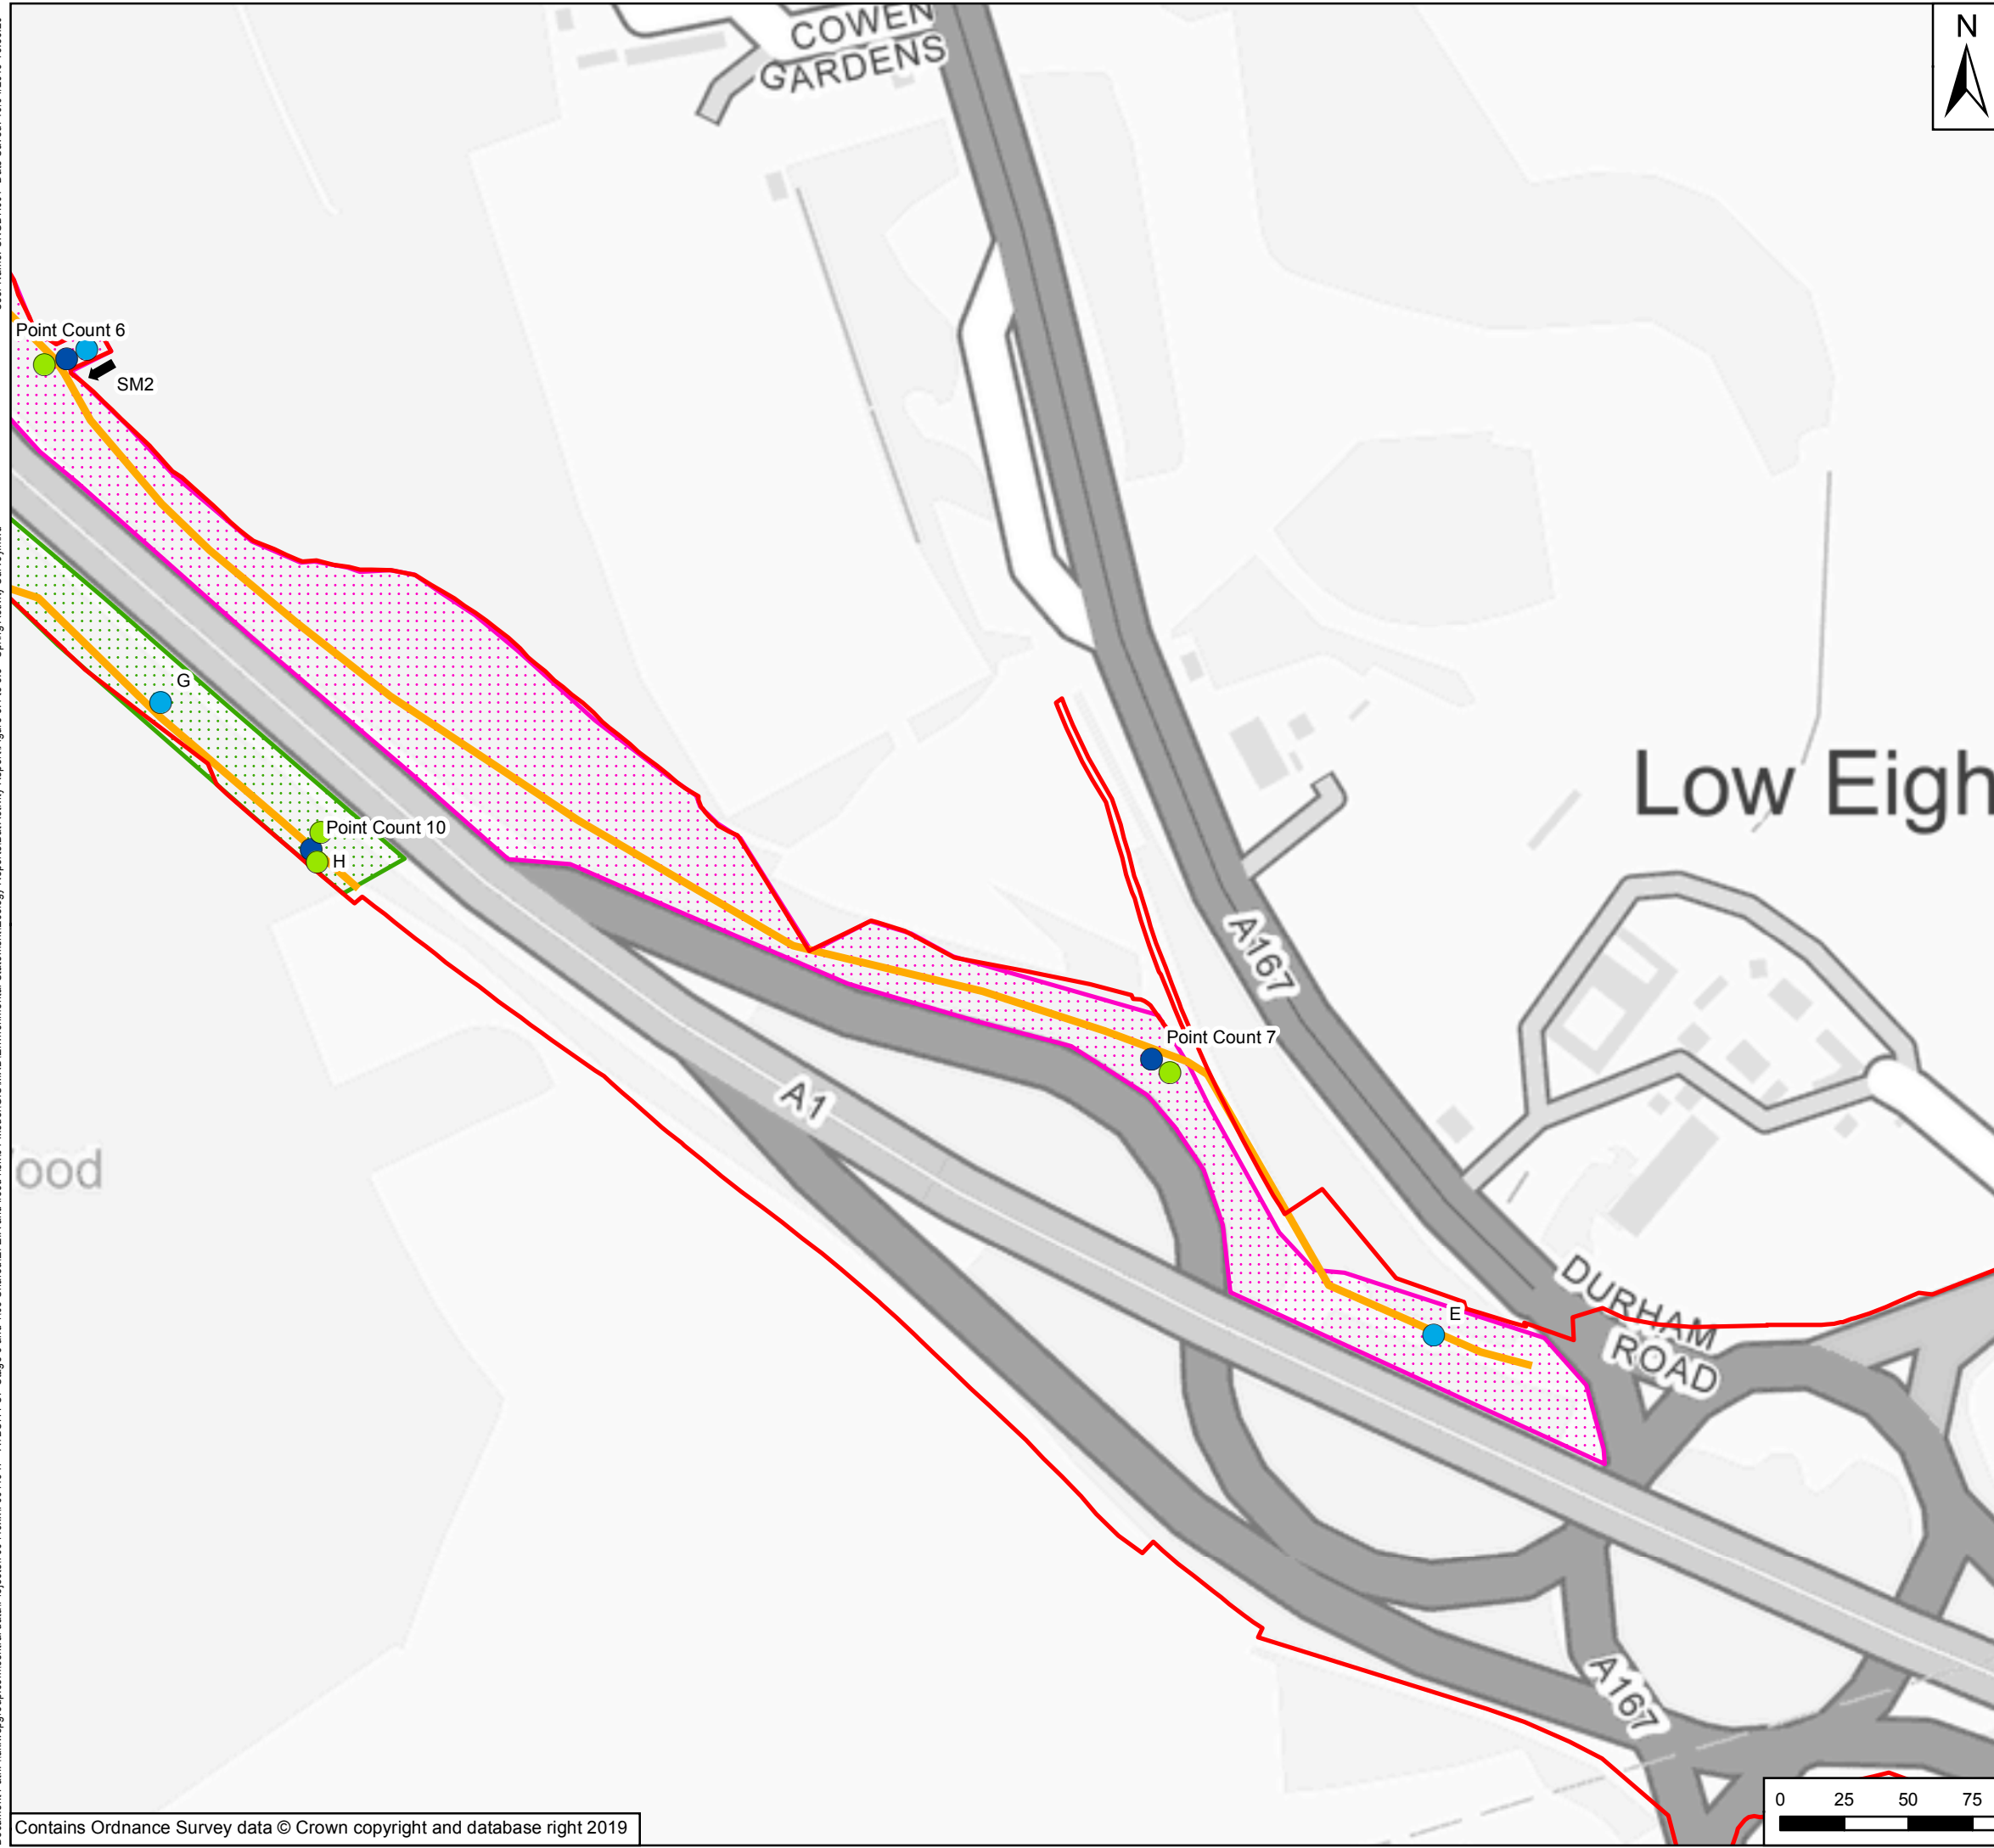 COWEN
GARDENS
N
Point Count 6
SM2
G
Point Count 10
H
Low Eigh
A167
Point Count 7
A1
ood
E
DURHAM
ROAD
A167
0 25 50 75
Contains Ordnance Survey data © Crown copyright and database right 2019